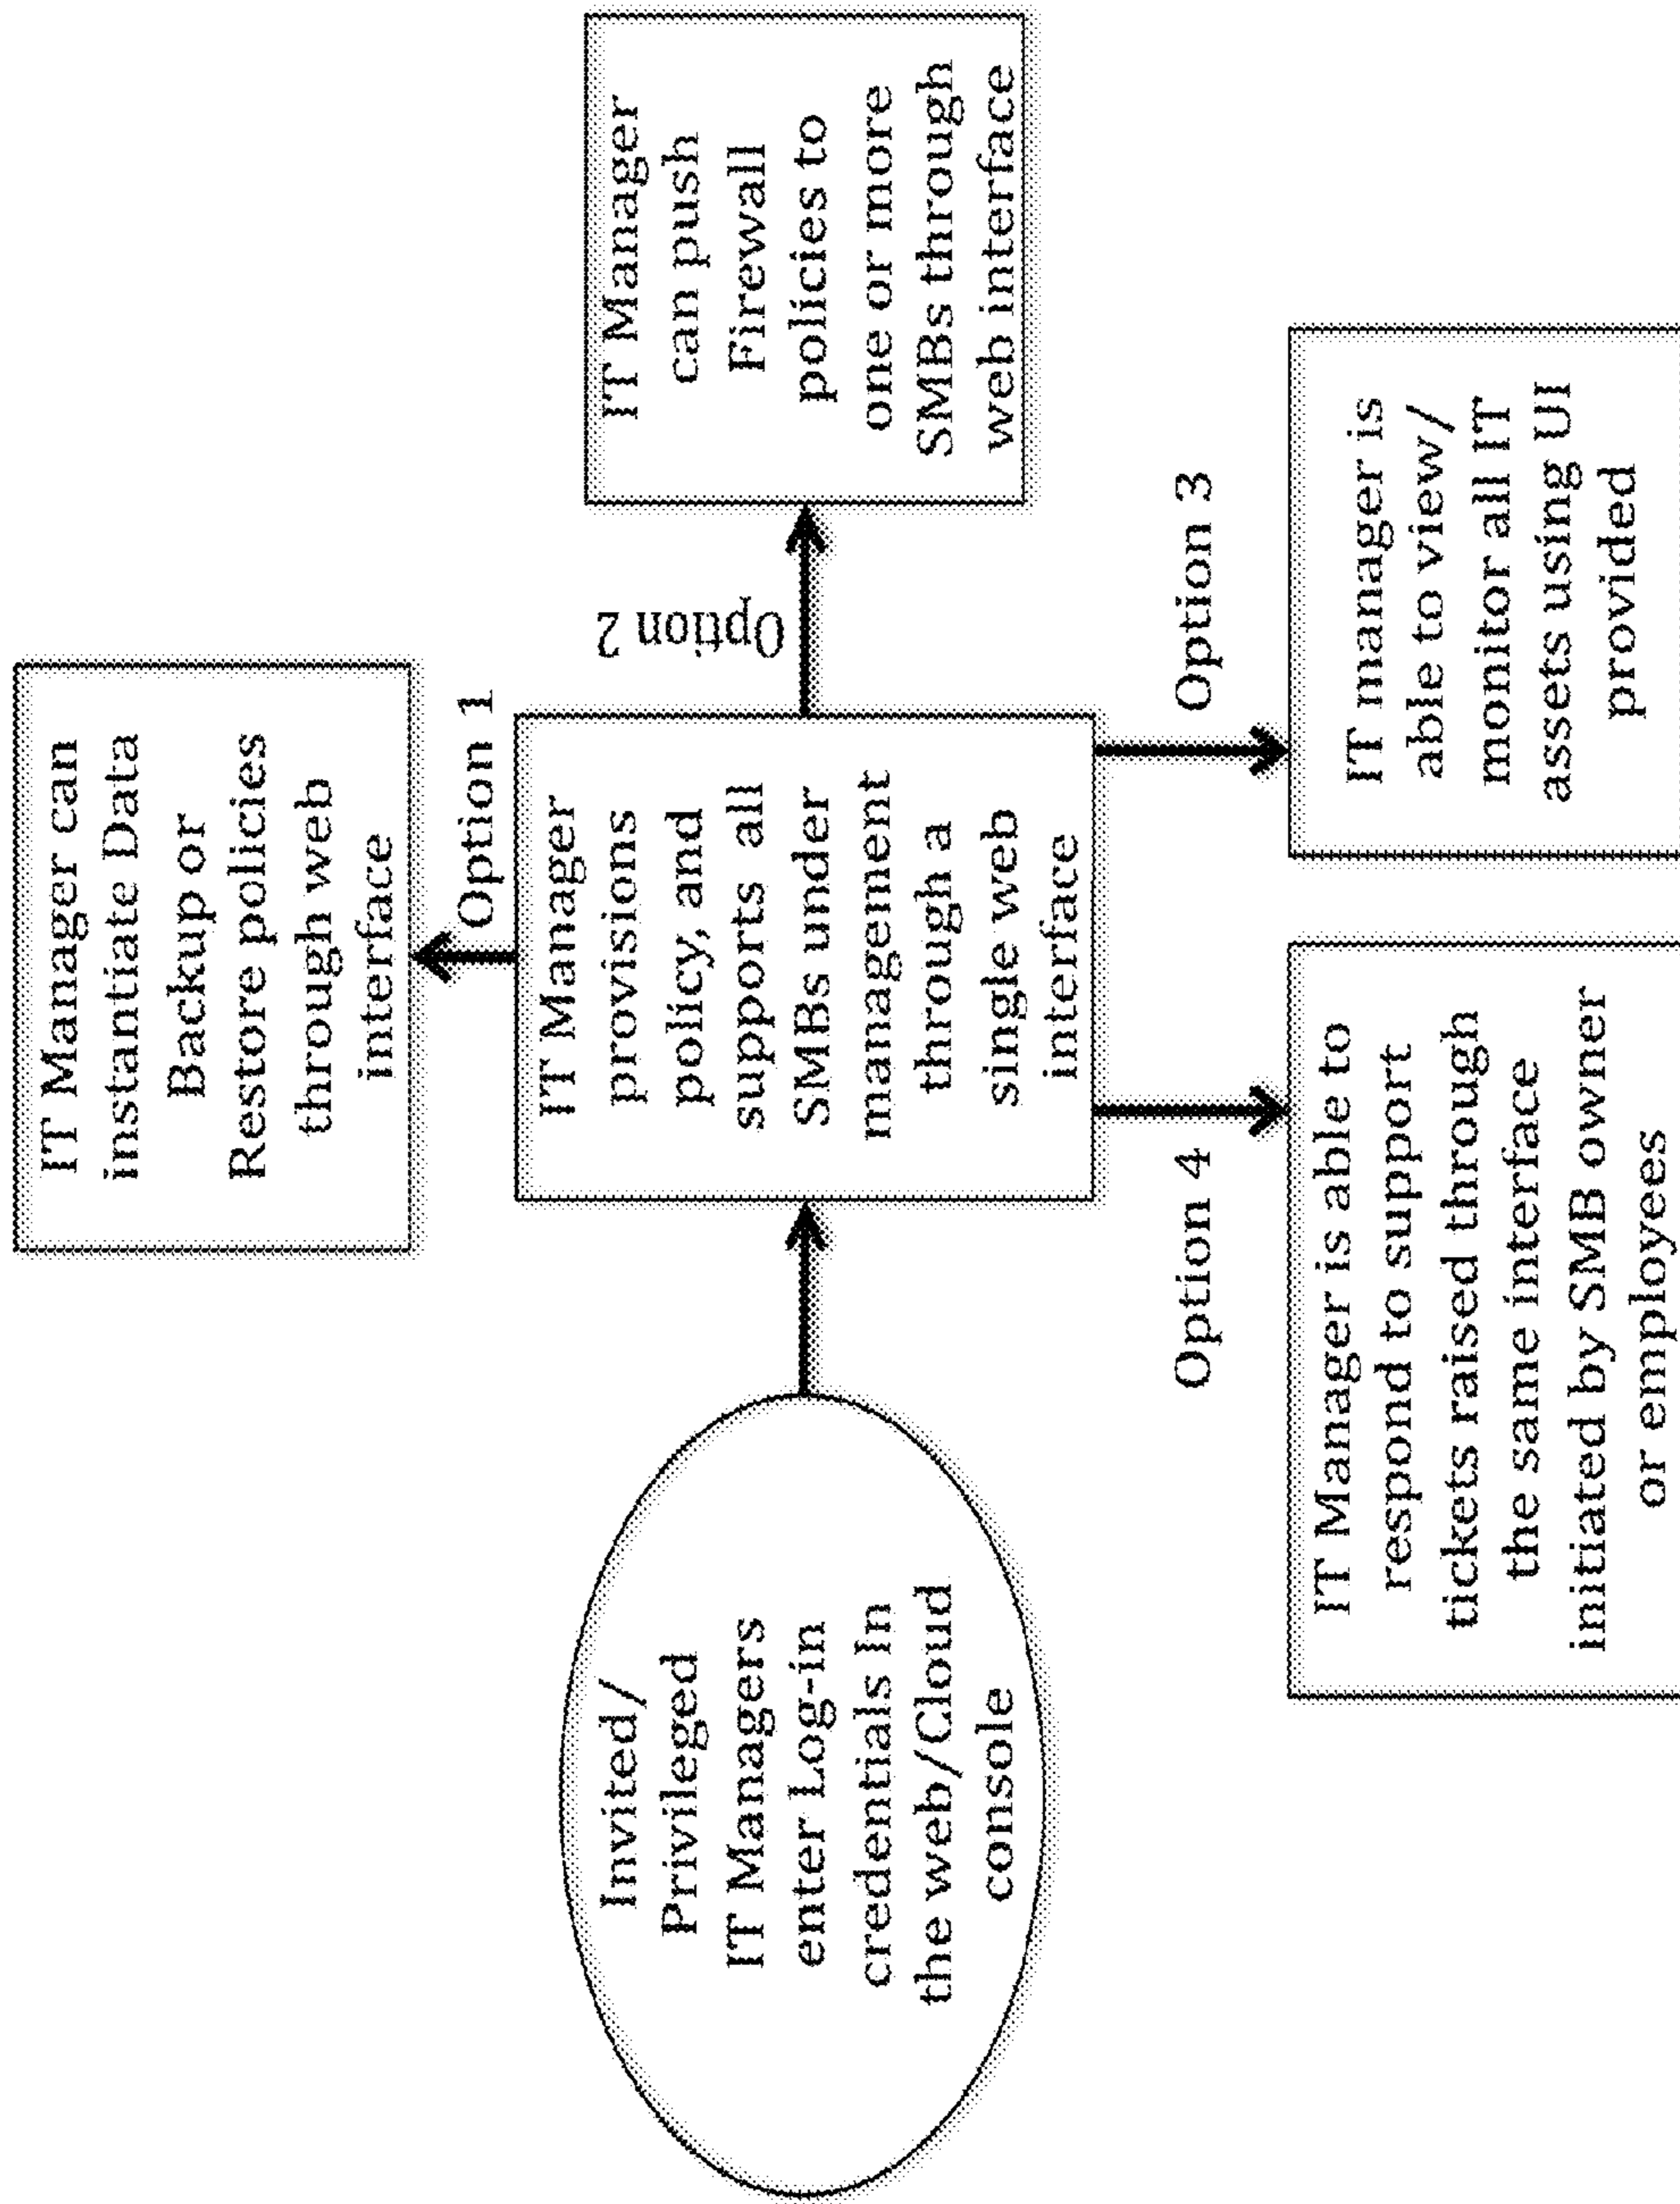 Invited/
Privileged
IT Managers
enter Log-in
credentials In
the web/Cloud
console
IT Manager
provisions
policy, and
supports all
SMBs under
management
through a
single web
interface
Option 1
IT Manager can
instantiate Data
Backup or
Restore policies
through web
interface
Option 2
IT Manager
can push
Firewall
policies to
one or more
SMBs through
web interface
Option 3
IT manager is
able to view/
monitor all IT
assets using UI
provided
Option 4
IT Manager is able to
respond to support
tickets raised through
the same interface
initiated by SMB owner
or employees